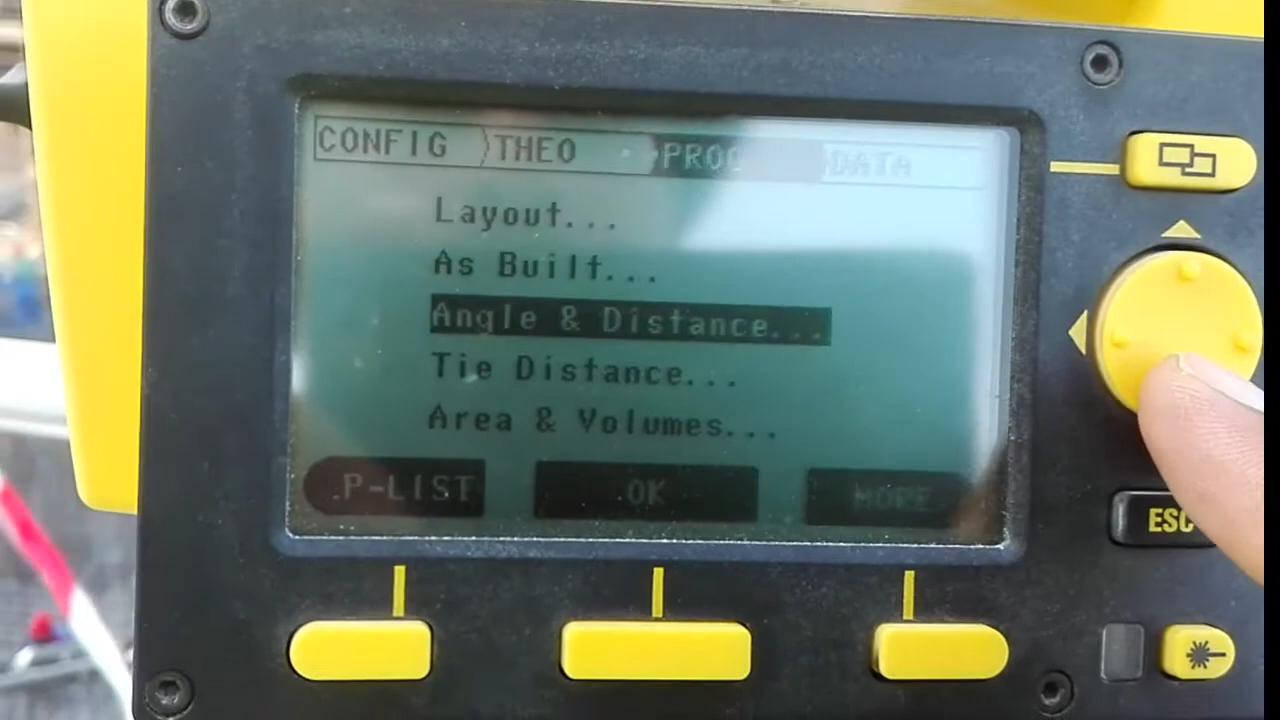 CONFIG THEO PROG DATA
Layout...
As Built...
Angle & Distance...
Tie Distance...
Area & Volumes...
.P-LIST OK MORE
ESC